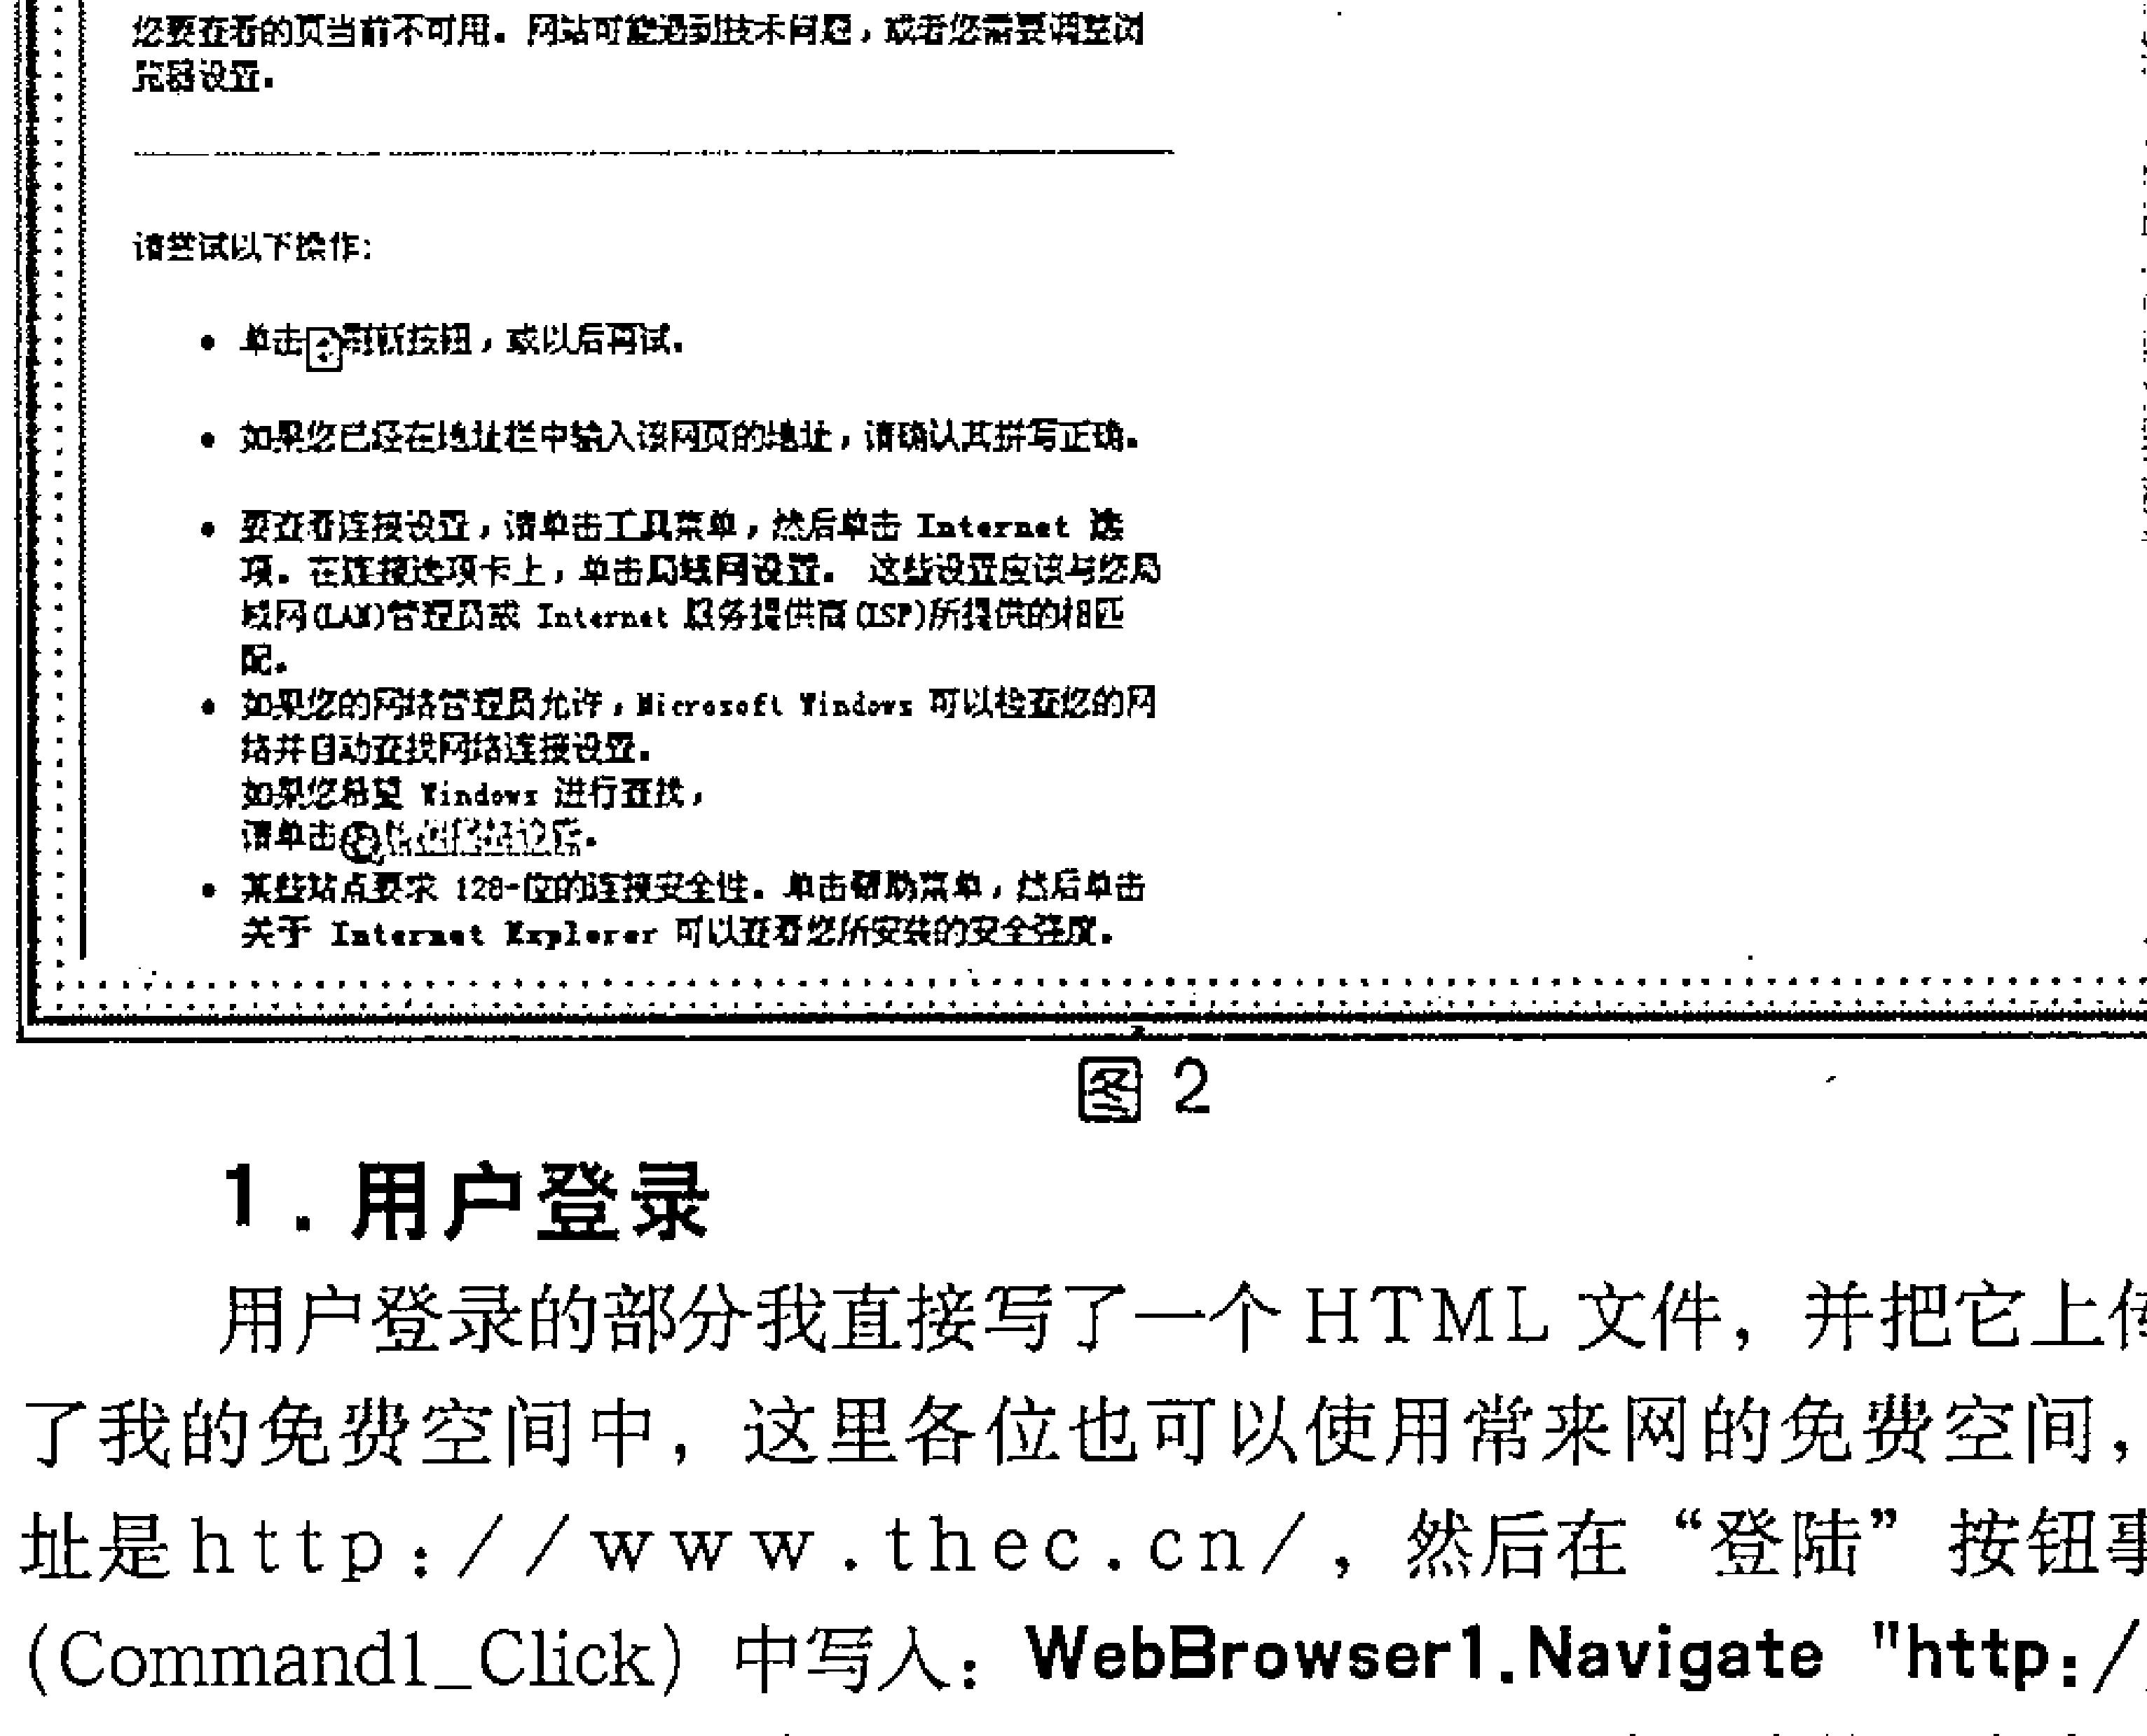 您要查看的页当前不可用。网站可能遇到技术问题，或者您需要调整浏
览器设置。
请尝试以下操作:
单击刷新按钮，或以后再试。
如果您已经在地址栏中输入该网页的地址，请确认其拼写正确。
要查看连接设置，请单击工具菜单，然后单击 Internet 选
项。在连接选项卡上，单击局域网设置。 这些设置应该与您局
域网(LAN)管理员或 Internet 服务提供商(ISP)所提供的相匹
配。
如果您的网络管理员允许，Microsoft Windows 可以检查您的网
络并自动查找网络连接设置。
如果您希望 Windows 进行查找，
请单击
某些站点要求 128-位的连接安全性。单击帮助菜单，然后单击
关于 Internet Explorer 可以查看您所安装的安全强度。
图 2
1.用户登录
用户登录的部分我直接写了一个HTML 文件，并把它上传
了我的免费空间中，这里各位也可以使用常来网的免费空间，
址是http://www.thec.cn/，然后在“登陆”按钮事
(Command1_Click) 中写入：WebBrowser1.Navigate "http:/